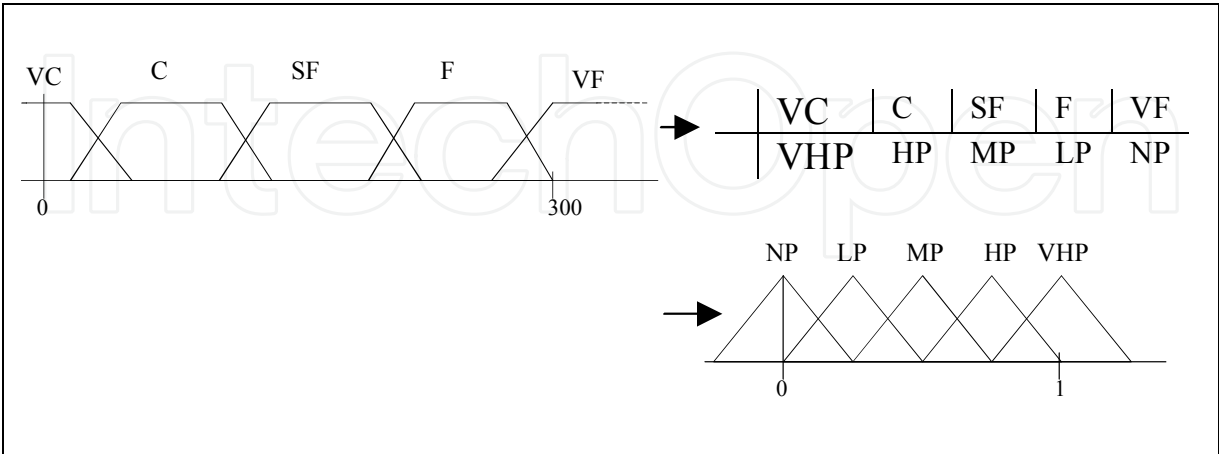 VC C SF F VF
0 300
VC C SF F VF
VHP HP MP LP NP
NP LP MP HP VHP
0 1
IntechOpen